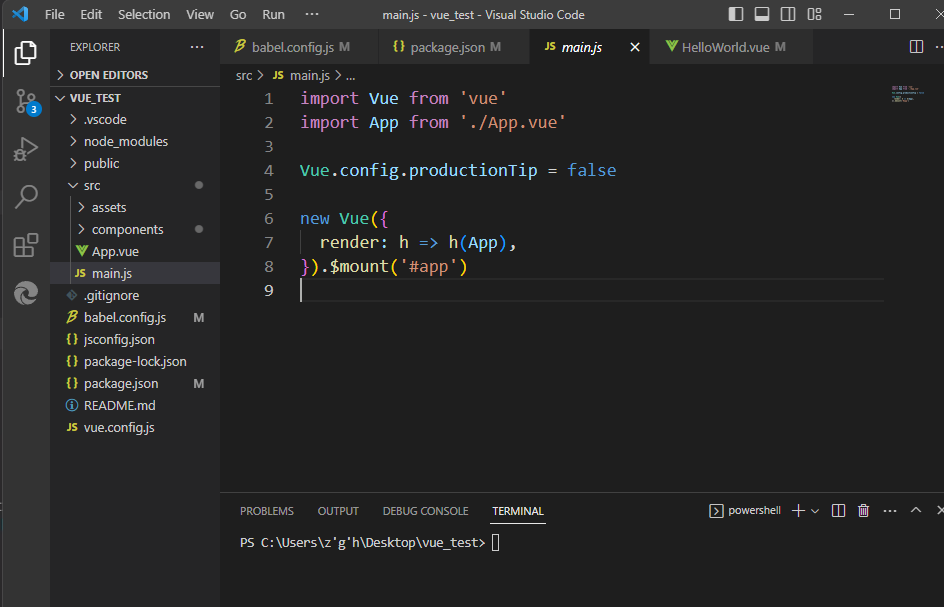 File Edit Selection View Go Run ··· main.js - vue_test - Visual Studio Code
EXPLORER ···
OPEN EDITORS
VUE_TEST
.vscode
node_modules
public
src
assets
components
App.vue
JS main.js
.gitignore
babel.config.js M
{} jsconfig.json
{} package-lock.json
{} package.json M
README.md
JS vue.config.js
3
babel.config.js M {} package.json M JS main.js HelloWorld.vue M
src > JS main.js > ...
1 import Vue from 'vue'
2 import App from './App.vue'
3
4 Vue.config.productionTip = false
5
6 new Vue({
7 render: h => h(App),
8 }).$mount('#app')
9
PROBLEMS OUTPUT DEBUG CONSOLE TERMINAL powershell
PS C:\Users\z'g'h\Desktop\vue_test>